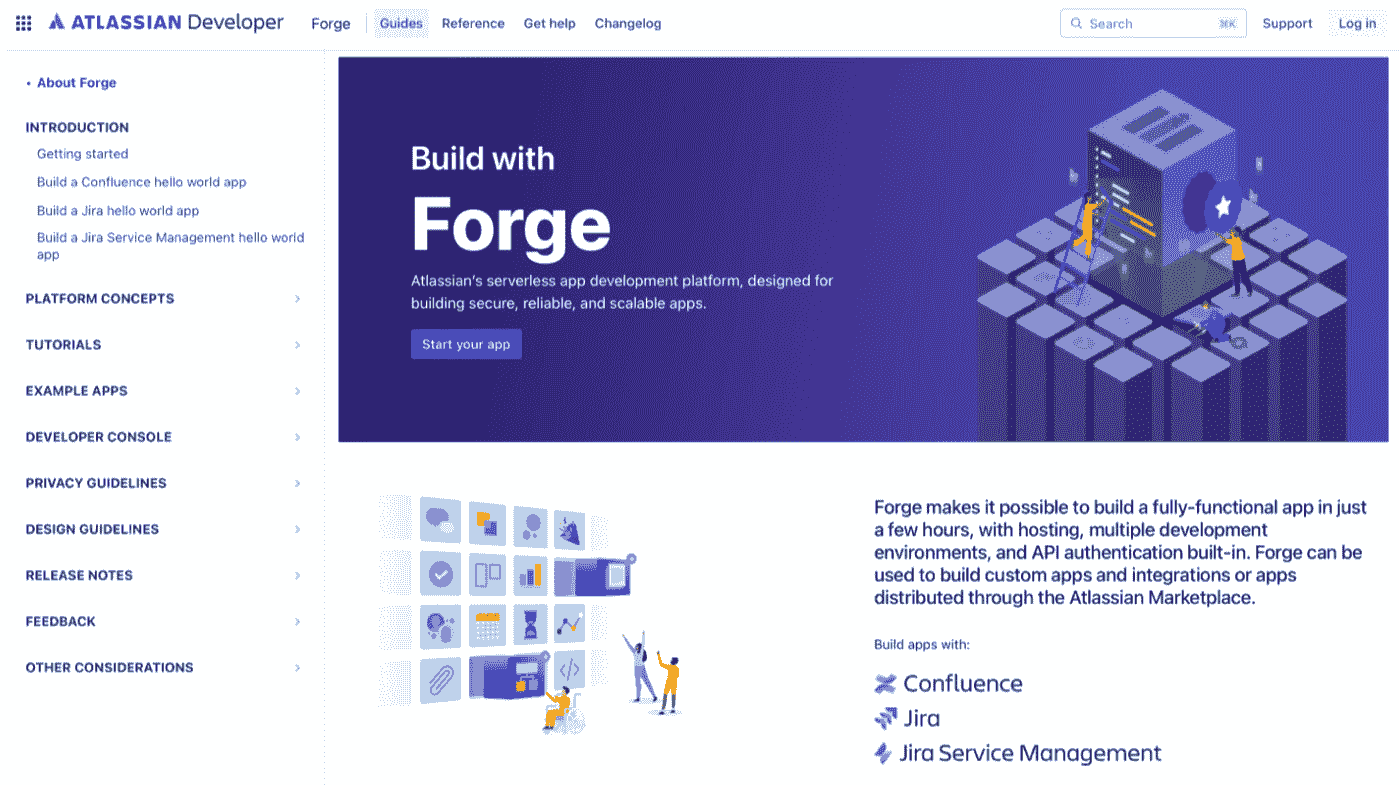 ATLASSIAN Developer
Forge
Guides
Reference
Get help
Changelog
Search
⌘K
Support
Log in
• About Forge
INTRODUCTION
Getting started
Build a Confluence hello world app
Build a Jira hello world app
Build a Jira Service Management hello world
app
PLATFORM CONCEPTS
TUTORIALS
EXAMPLE APPS
DEVELOPER CONSOLE
PRIVACY GUIDELINES
DESIGN GUIDELINES
RELEASE NOTES
FEEDBACK
OTHER CONSIDERATIONS
Build with
Forge
Atlassian's serverless app development platform, designed for
building secure, reliable, and scalable apps.
Start your app
Forge makes it possible to build a fully-functional app in just
a few hours, with hosting, multiple development
environments, and API authentication built-in. Forge can be
used to build custom apps and integrations or apps
distributed through the Atlassian Marketplace.
Build apps with:
Confluence
Jira
Jira Service Management